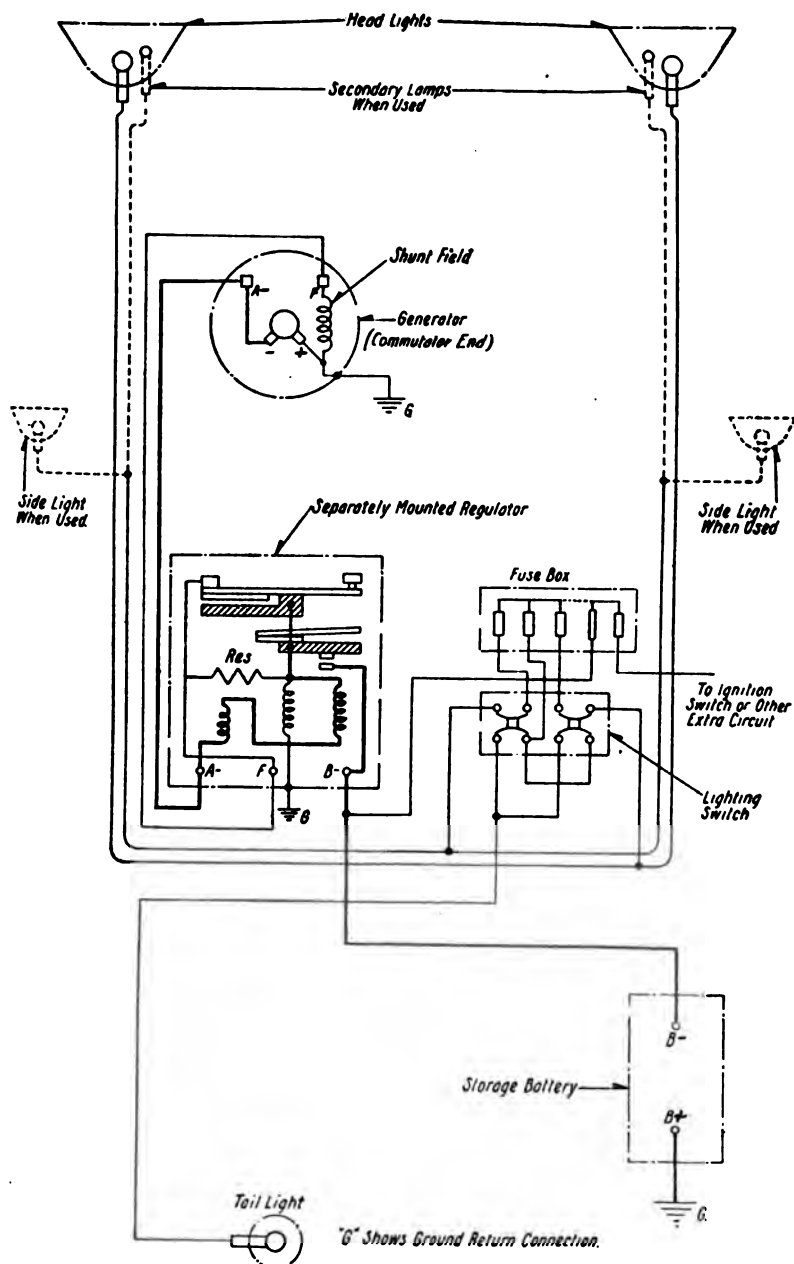 Head Lights
Secondary Lamps
When Used
Shunt Field
A-
F
Generator
(Commutator End)
-
+
G
Side Light
When Used.
Side Light
When Used
Separately Mounted Regulator
Fuse Box
Res
To Ignition
Switch or Other
Extra Circuit
A-
F
B-
G
Lighting
Switch
B-
Storage Battery
B+
G.
Tail Light
"G" Shows Ground Return Connection.